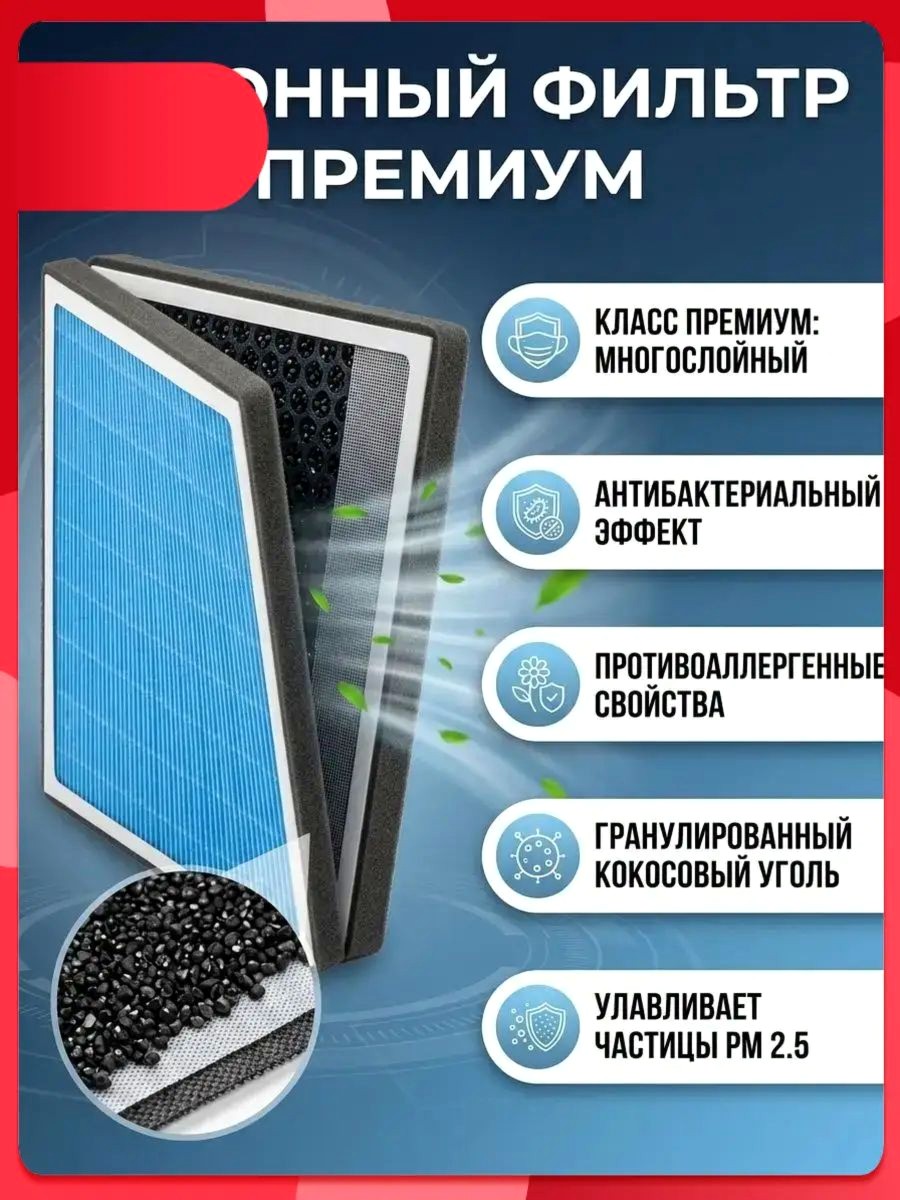 ОННЫЙ ФИЛЬТР
ПРЕМИУМ
КЛАСС ПРЕМИУМ:
МНОГОСЛОЙНЫЙ
АНТИБАКТЕРИАЛЬНЫЙ
ЭФФЕКТ
ПРОТИВОАЛЛЕРГЕННЫЕ
СВОЙСТВА
ГРАНУЛИРОВАННЫЙ
КОКОСОВЫЙ УГОЛЬ
УЛАВЛИВАЕТ
ЧАСТИЦЫ PM 2.5